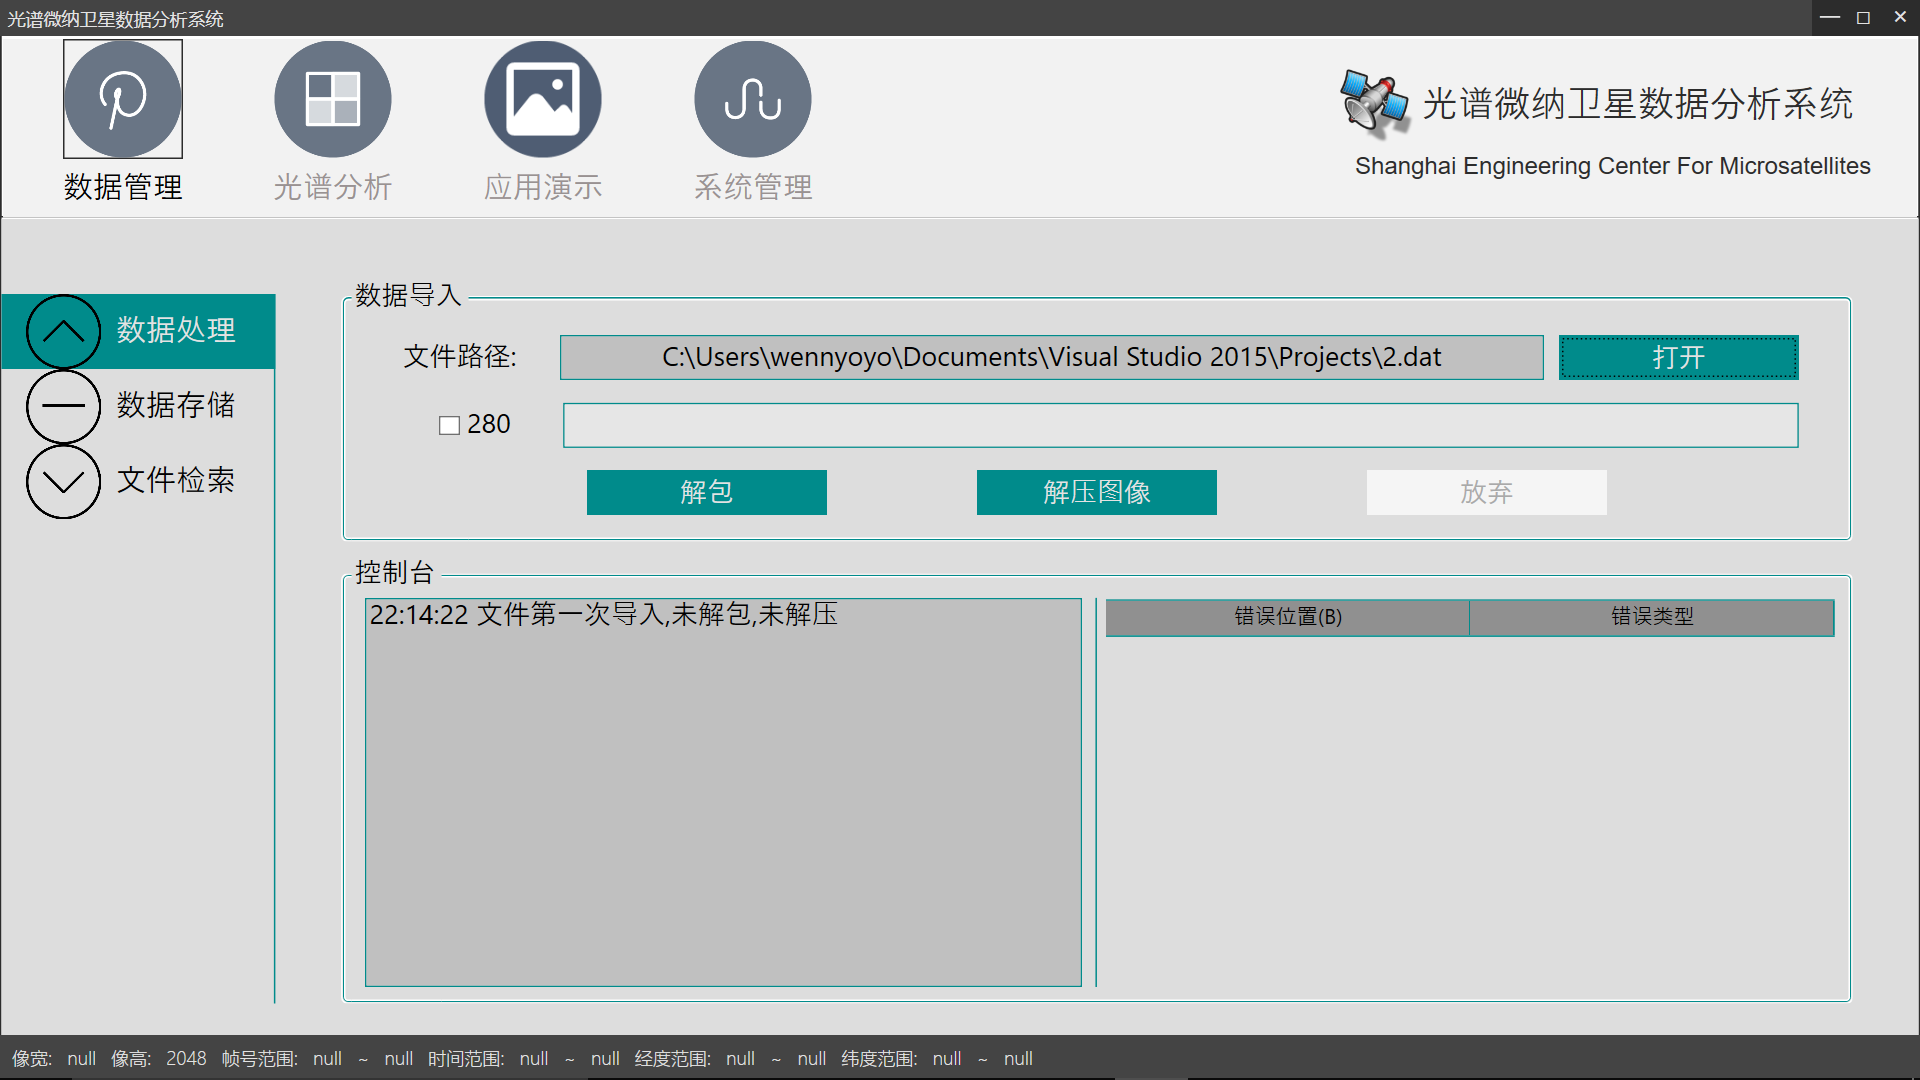 光谱微纳卫星数据分析系统
数据管理
光谱分析
应用演示
系统管理
光谱微纳卫星数据分析系统
Shanghai Engineering Center For Microsatellites
数据处理
数据存储
文件检索
数据导入
文件路径: C:\Users\wennyoyo\Documents\Visual Studio 2015\Projects\2.dat 打开
280
解包 解压图像 放弃
控制台
22:14:22 文件第一次导入,未解包,未解压
错误位置(B) 错误类型
像宽: null 像高: 2048 帧号范围: null ~ null 时间范围: null ~ null 经度范围: null ~ null 纬度范围: null ~ null